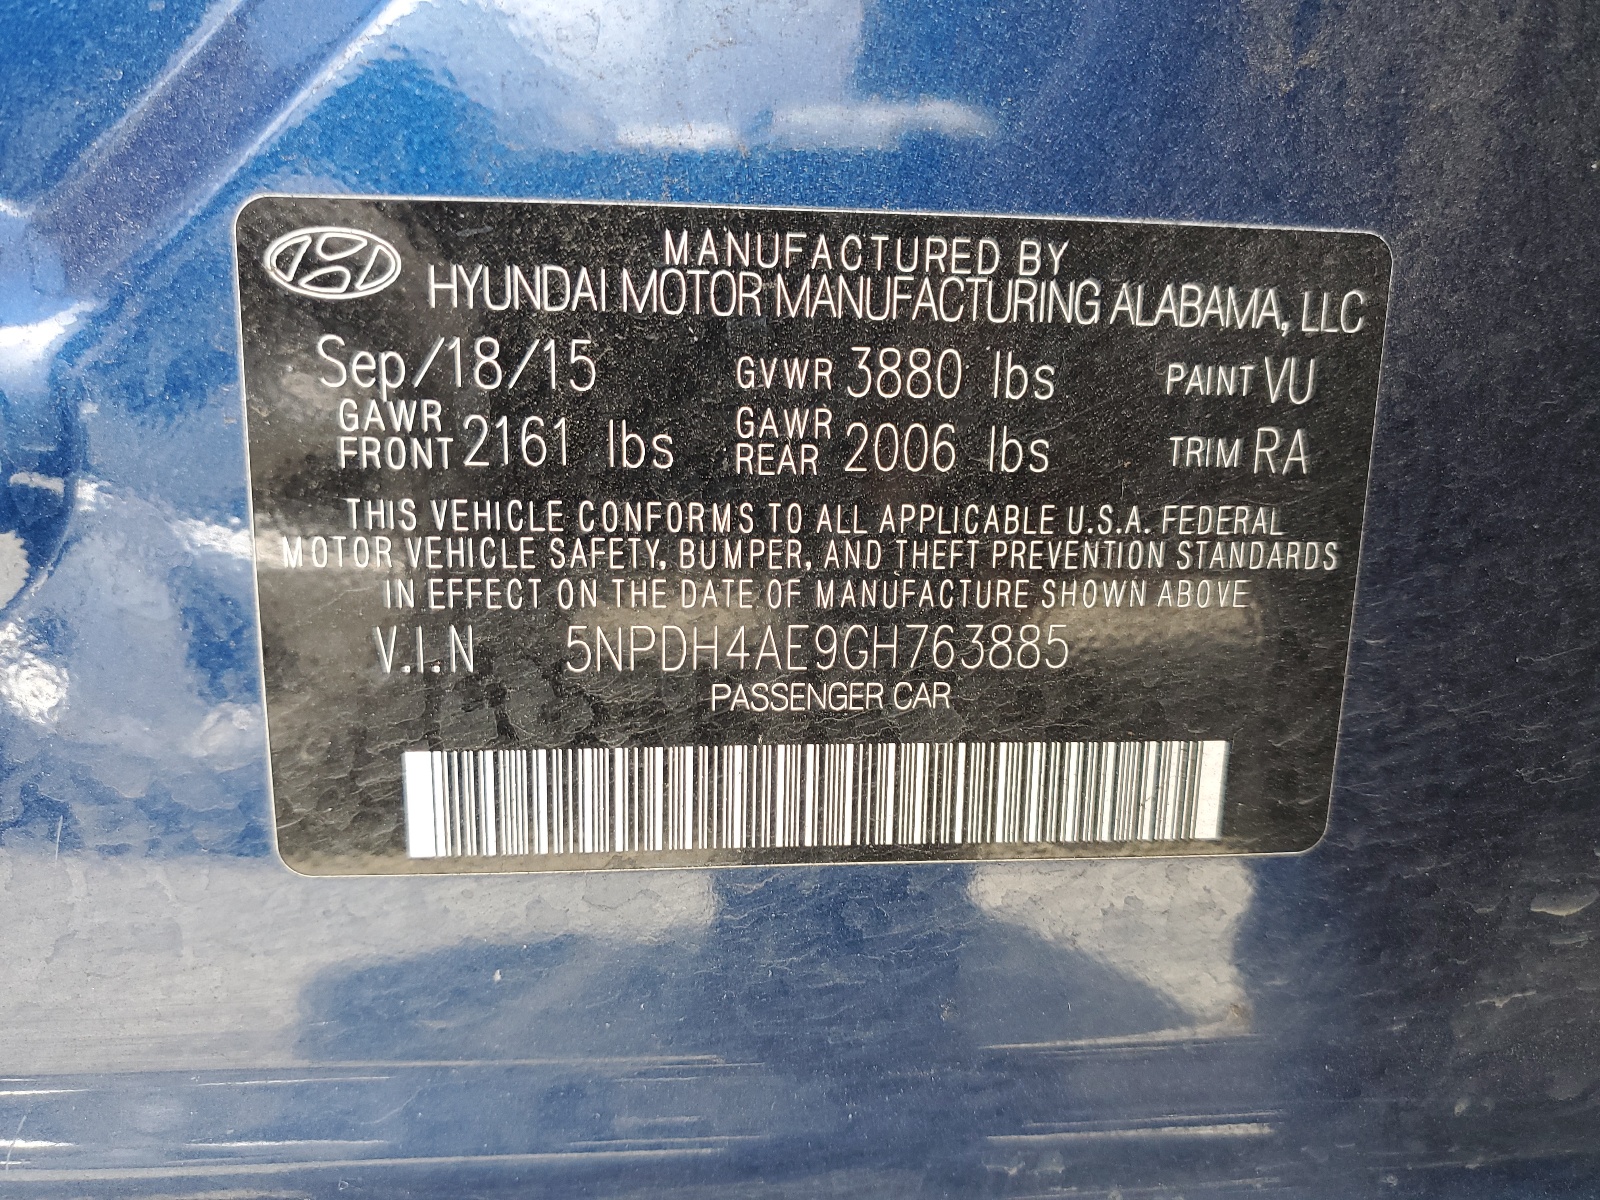 MANUFACTURED BY
HYUNDAI MOTOR MANUFACTURING ALABAMA, LLC
Sep/18/15 GVWR 3880 lbs PAINT VU
GAWR FRONT 2161 lbs GAWR REAR 2006 lbs TRIM RA
THIS VEHICLE CONFORMS TO ALL APPLICABLE U.S.A. FEDERAL
MOTOR VEHICLE SAFETY, BUMPER, AND THEFT PREVENTION STANDARDS
IN EFFECT ON THE DATE OF MANUFACTURE SHOWN ABOVE
V.I.N 5NPDH4AE9GH763885
PASSENGER CAR